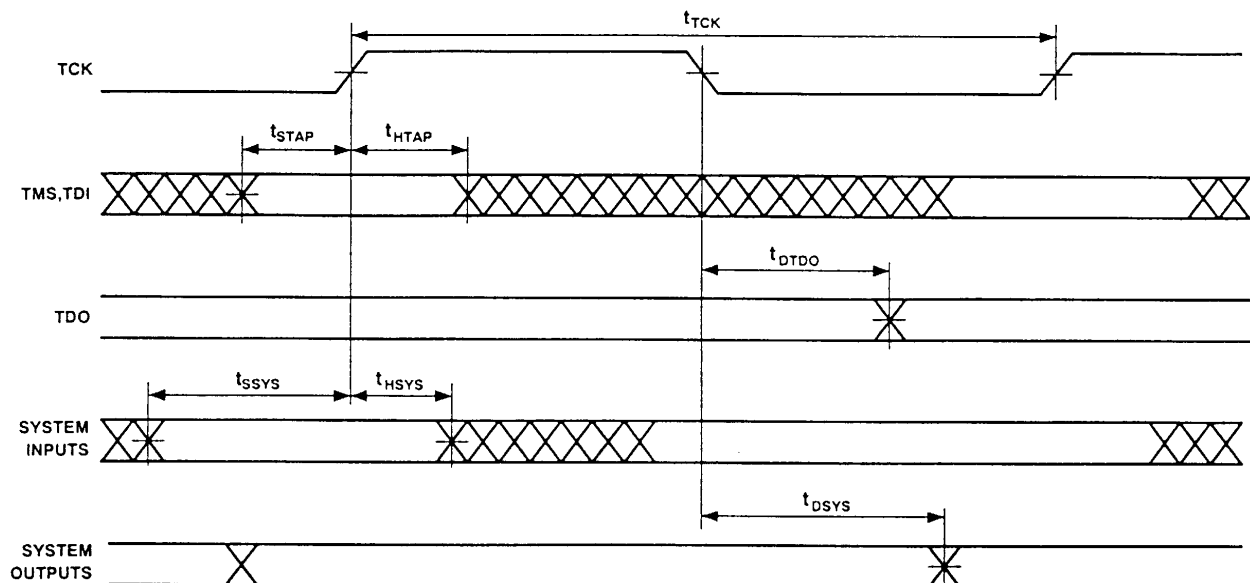 tTCK
TCK
tSTAP
tHTAP
TMS,TDI
tDTDO
TDO
tSSYS
tHSYS
SYSTEM
INPUTS
tDSYS
SYSTEM
OUTPUTS